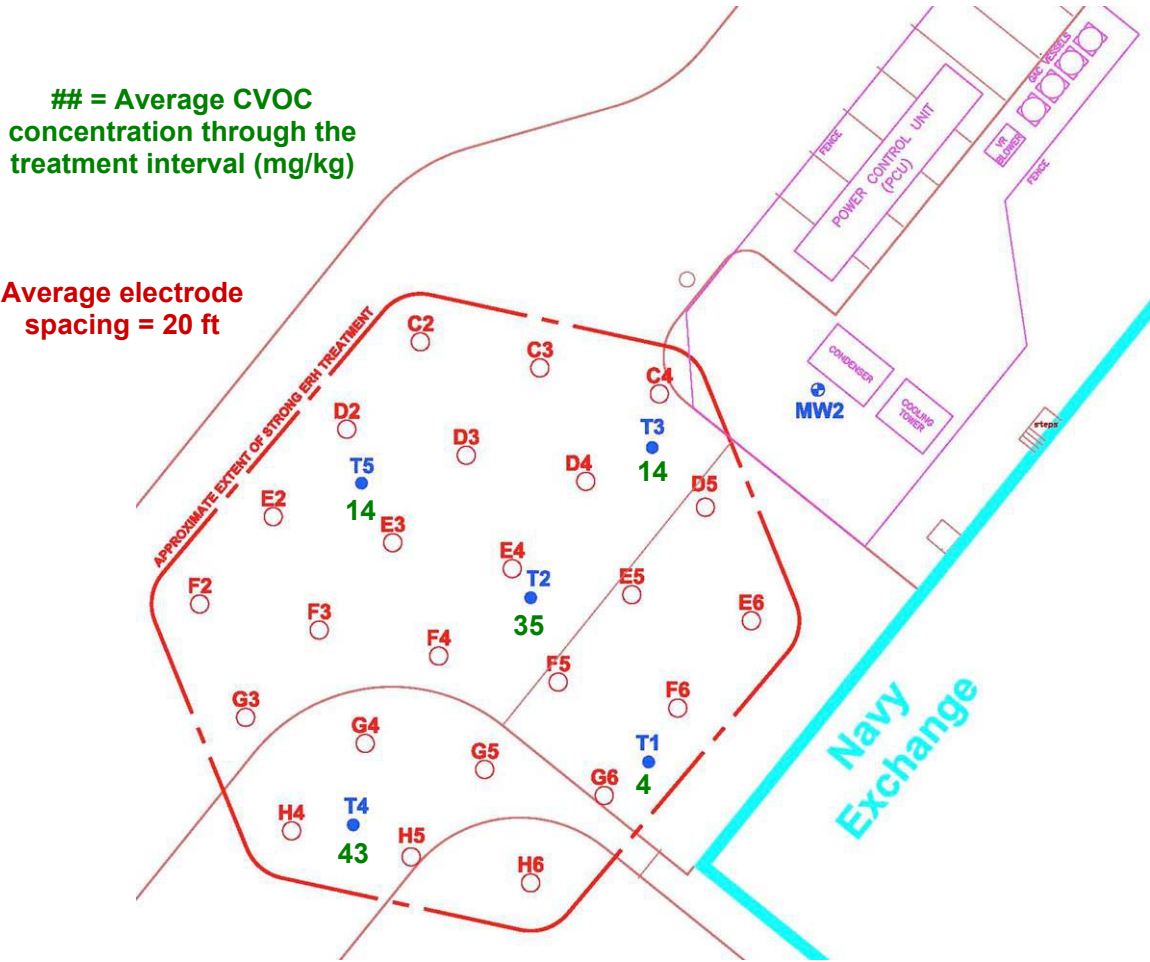 ## = Average CVOC
concentration through the
treatment interval (mg/kg)
Average electrode
spacing = 20 ft
APPROXIMATE EXTENT OF STRONG ERH TREATMENT
GAC VESSELS
VR
BLOWER
FENCE
POWER CONTROL UNIT
(PCU)
FENCE
CONDENSER
COOLING
TOWER
MW2
steps
C2
C3
C4
D2
T3
D3
14
D4
T5
D5
14
E2
E3
E4
T2
E5
35
F2
E6
F3
F4
F5
F6
G3
G4
T1
G5
G6
4
H4
T4
H5
43
H6
Navy
Exchange